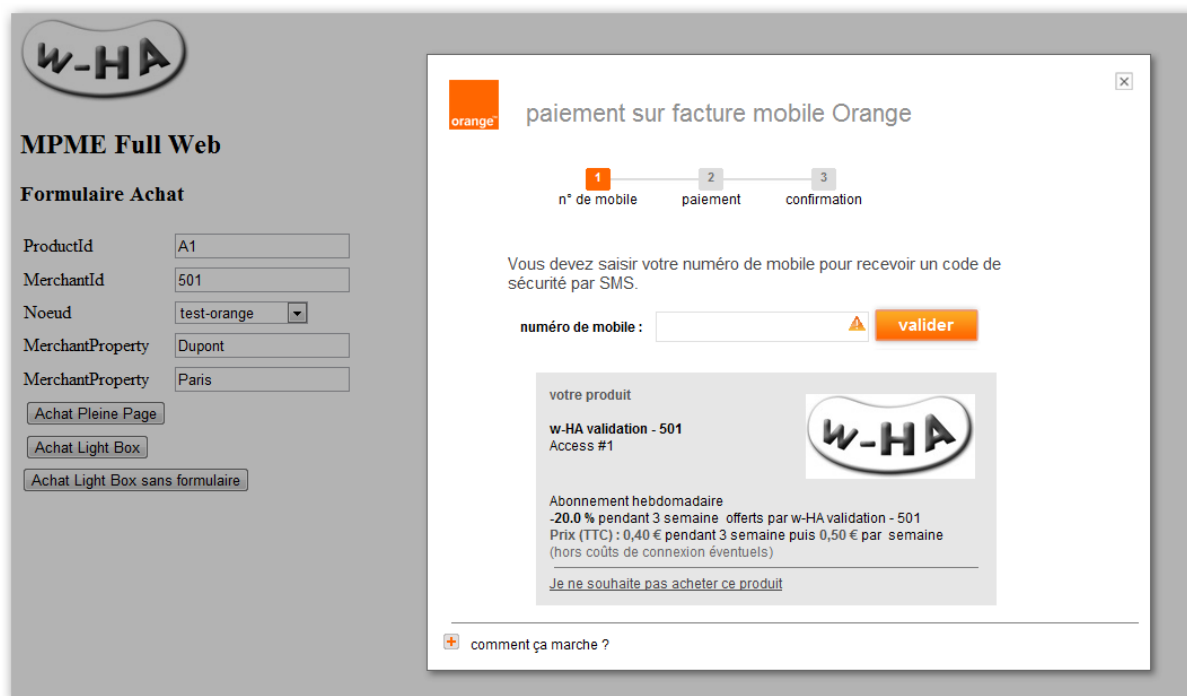 w-HA
MPME Full Web
Formulaire Achat
ProductId A1
MerchantId 501
Noeud test-orange
MerchantProperty Dupont
MerchantProperty Paris
Achat Pleine Page
Achat Light Box
Achat Light Box sans formulaire
orange™
paiement sur facture mobile Orange
1 2 3
n° de mobile paiement confirmation
Vous devez saisir votre numéro de mobile pour recevoir un code de
sécurité par SMS.
numéro de mobile : valider
votre produit
w-HA validation - 501
Access #1
w-HA
Abonnement hebdomadaire
-20.0 % pendant 3 semaine offerts par w-HA validation - 501
Prix (TTC) : 0,40 € pendant 3 semaine puis 0,50 € par semaine
(hors coûts de connexion éventuels)
Je ne souhaite pas acheter ce produit
comment ça marche ?